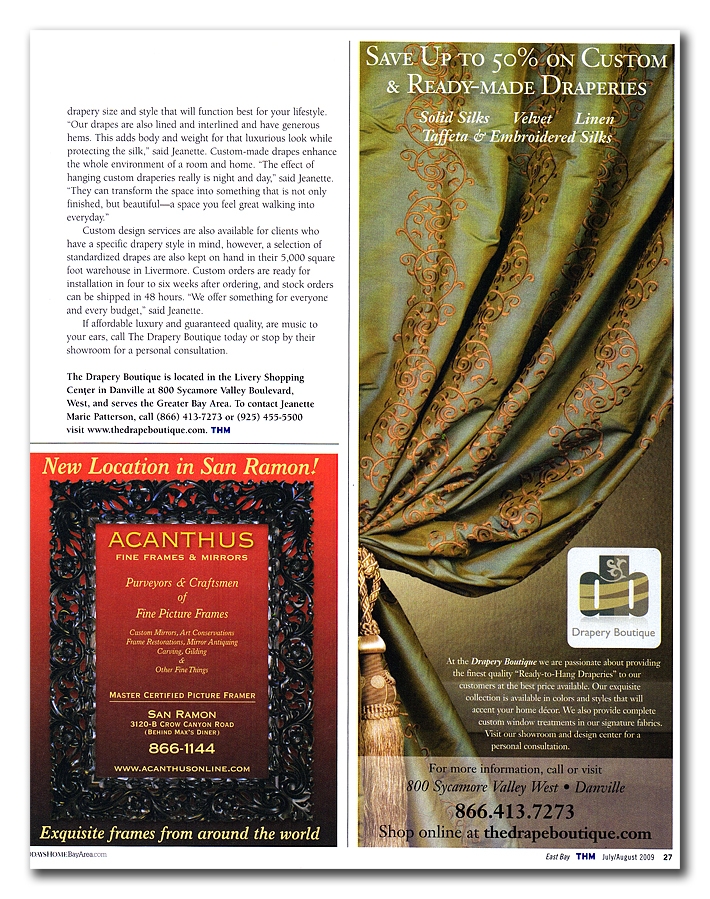 drapery size and style that will function best for your lifestyle.
“Our drapes are also lined and interlined and have generous
hems. This adds body and weight for that luxurious look while
protecting the silk,” said Jeanette. Custom-made drapes enhance
the whole environment of a room and home. “The effect of
hanging custom draperies really is night and day,” said Jeanette.
“They can transform the space into something that is not only
finished, but beautiful—a space you feel great walking into
everyday.”
Custom design services are also available for clients who
have a specific drapery style in mind, however, a selection of
standardized drapes are also kept on hand in their 5,000 square
foot warehouse in Livermore. Custom orders are ready for
installation in four to six weeks after ordering, and stock orders
can be shipped in 48 hours. “We offer something for everyone
and every budget,” said Jeanette.
If affordable luxury and guaranteed quality, are music to
your ears, call The Drapery Boutique today or stop by their
showroom for a personal consultation.
The Drapery Boutique is located in the Livery Shopping
Center in Danville at 800 Sycamore Valley Boulevard,
West, and serves the Greater Bay Area. To contact Jeanette
Marie Patterson, call (866) 413-7273 or (925) 455-5500
visit www.thedrapeboutique.com. THM
New Location in San Ramon!
ACANTHUS
FINE FRAMES & MIRRORS
Purveyors & Craftsmen
of
Fine Picture Frames
Custom Mirrors, Art Conservations
Frame Restorations, Mirror Antiquing
Carving, Gilding
&
Other Fine Things
MASTER CERTIFIED PICTURE FRAMER
SAN RAMON
3120-B CROW CANYON ROAD
(BEHIND MAX'S DINER)
866-1144
WWW.ACANTHUSONLINE.COM
Exquisite frames from around the world
SAVE UP TO 50% ON CUSTOM
& READY-MADE DRAPERIES
Solid Silks Velvet Linen
Taffeta & Embroidered Silks
Drapery Boutique
At the Drapery Boutique we are passionate about providing
the finest quality “Ready-to-Hang Draperies” to our
customers at the best price available. Our exquisite
collection is available in colors and styles that will
accent your home décor. We also provide complete
custom window treatments in our signature fabrics.
Visit our showroom and design center for a
personal consultation.
For more information, call or visit
800 Sycamore Valley West • Danville
866.413.7273
Shop online at thedrapeboutique.com
DAYSHOMEBayArea.com
East Bay THM July/August 2009 27